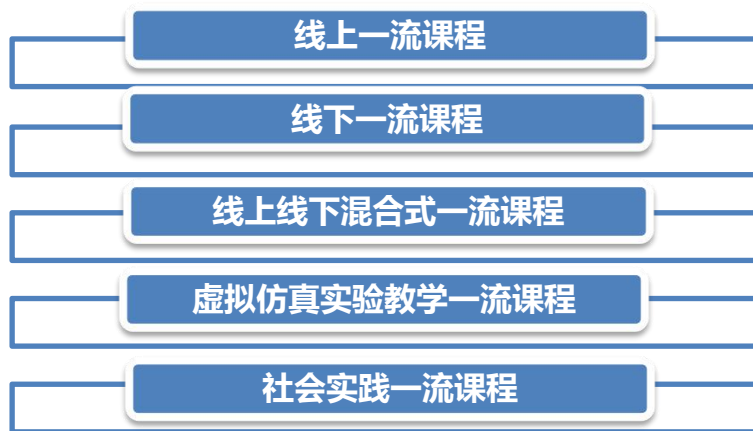 线上一流课程
线下一流课程
线上线下混合式一流课程
虚拟仿真实验教学一流课程
社会实践一流课程